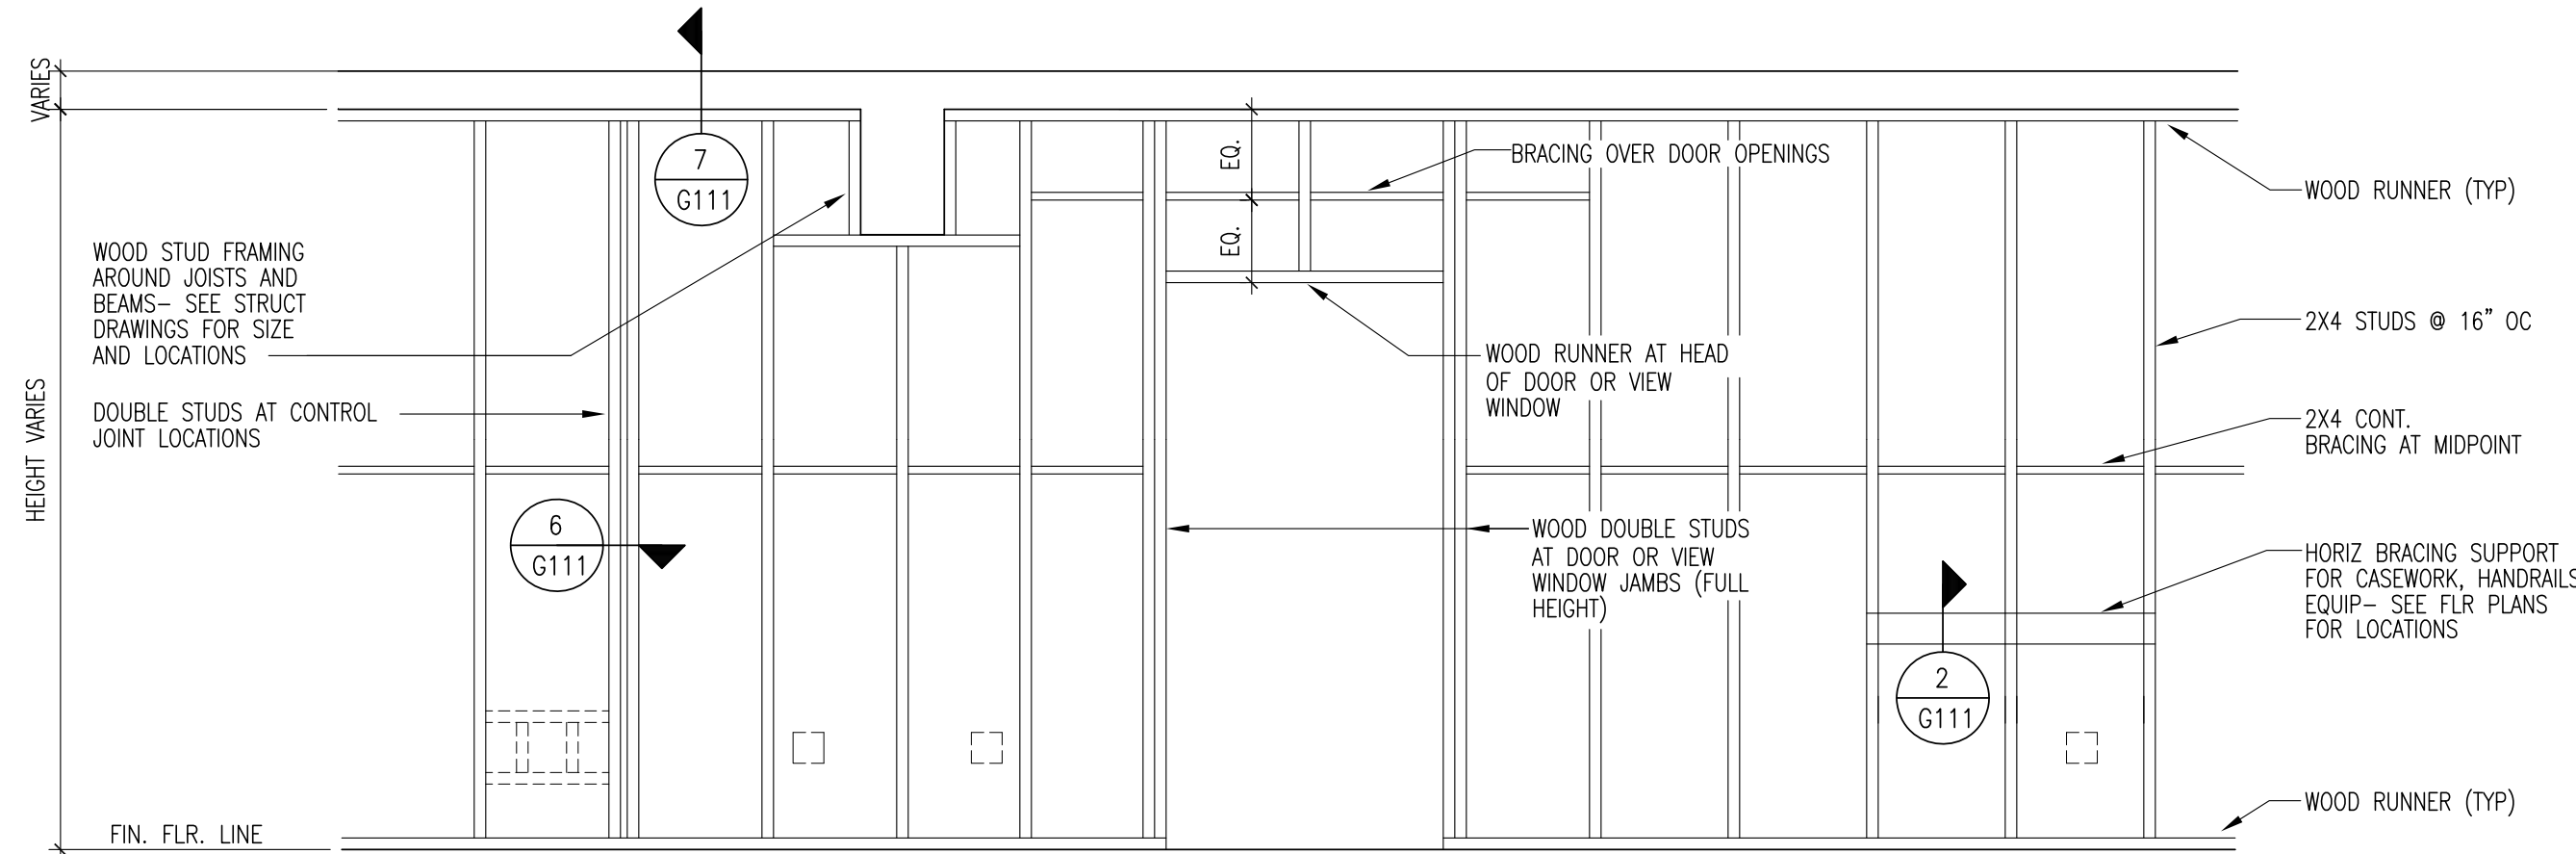 VARIES
HEIGHT VARIES
7
G111
EQ.
EQ.
BRACING OVER DOOR OPENINGS
WOOD RUNNER (TYP)
WOOD STUD FRAMING
AROUND JOISTS AND
BEAMS– SEE STRUCT
DRAWINGS FOR SIZE
AND LOCATIONS
2X4 STUDS @ 16" OC
WOOD RUNNER AT HEAD
OF DOOR OR VIEW
WINDOW
DOUBLE STUDS AT CONTROL
JOINT LOCATIONS
2X4 CONT.
BRACING AT MIDPOINT
6
G111
WOOD DOUBLE STUDS
AT DOOR OR VIEW
WINDOW JAMBS (FULL
HEIGHT)
HORIZ BRACING SUPPORT
FOR CASEWORK, HANDRAILS
EQUIP– SEE FLR PLANS
FOR LOCATIONS
2
G111
WOOD RUNNER (TYP)
FIN. FLR. LINE